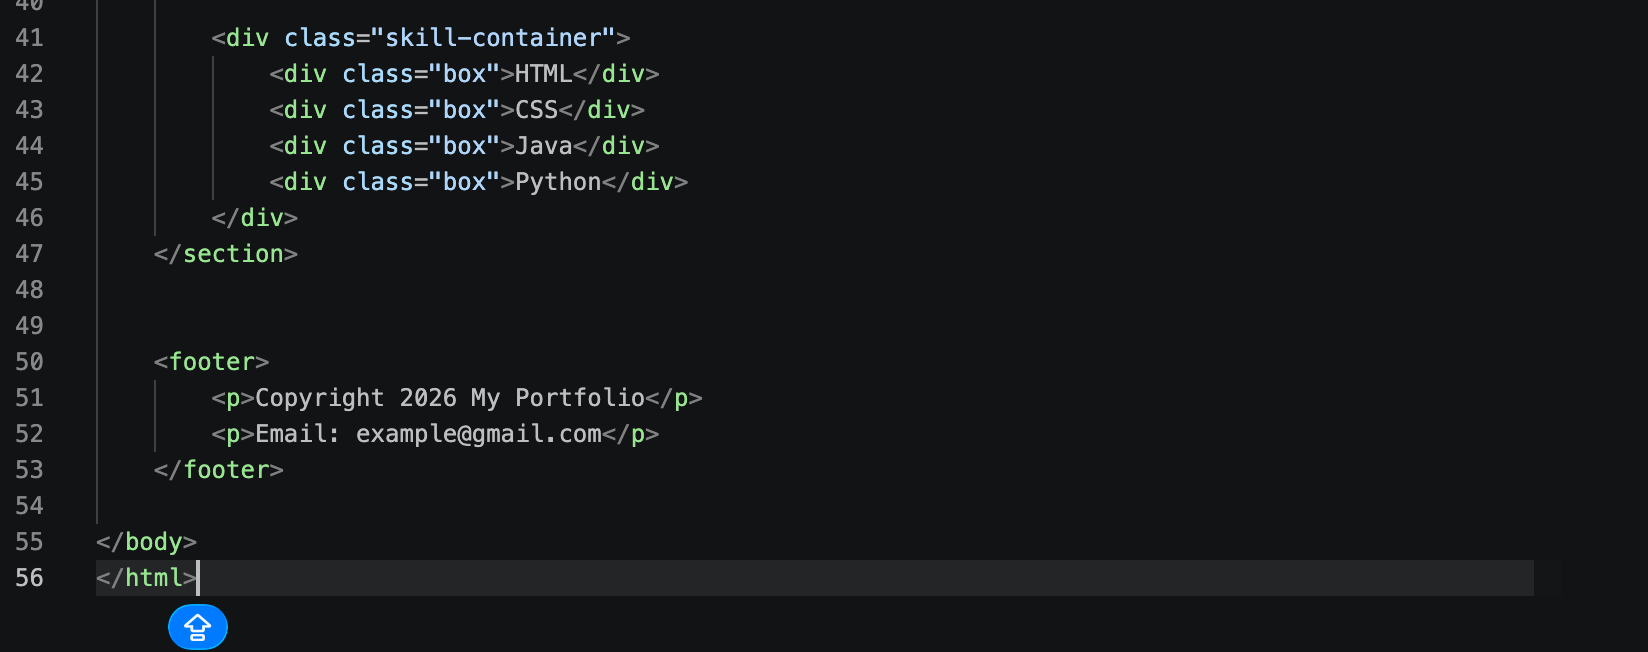 40
41 <div class="skill-container">
42 <div class="box">HTML</div>
43 <div class="box">CSS</div>
44 <div class="box">Java</div>
45 <div class="box">Python</div>
46 </div>
47 </section>
48
49
50 <footer>
51 <p>Copyright 2026 My Portfolio</p>
52 <p>Email: example@gmail.com</p>
53 </footer>
54
55 </body>
56 </html>